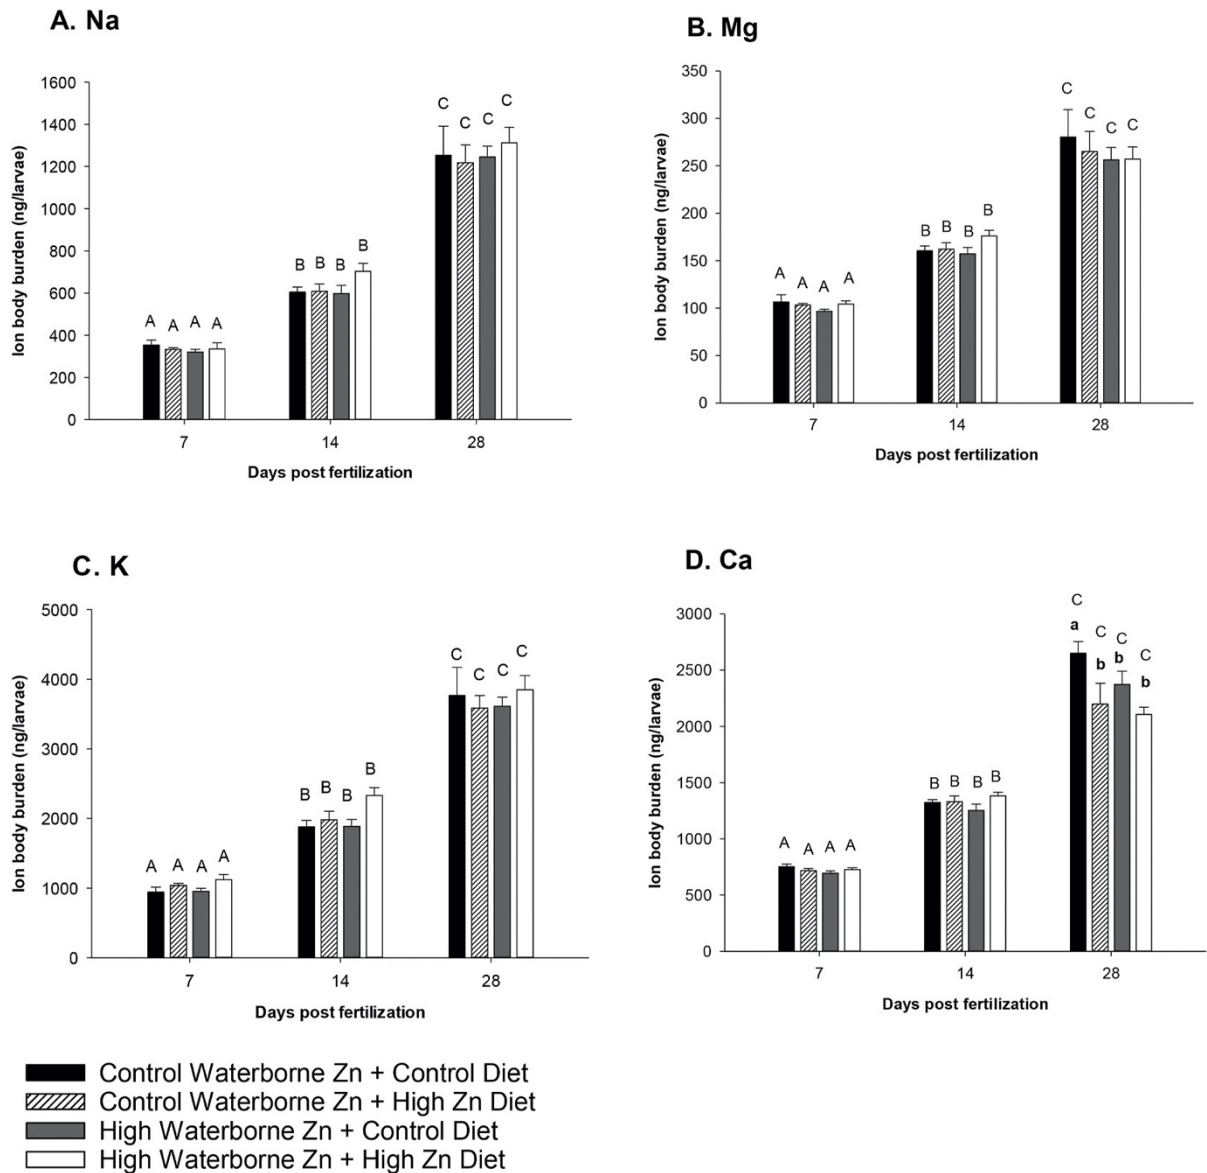 A. Na
1600
1400
1200
1000
800
600
400
200
0
Ion body burden (ng/larvae)
A A A A
B B B B
C C C C
7 14 28
Days post fertilization
B. Mg
350
300
250
200
150
100
50
0
Ion body burden (ng/larvae)
A A A A
B B B B
C C C C
7 14 28
Days post fertilization
C. K
5000
4000
3000
2000
1000
0
Ion body burden (ng/larvae)
A A A A
B B B B
C C C C
7 14 28
Days post fertilization
D. Ca
3000
2500
2000
1500
1000
500
0
Ion body burden (ng/larvae)
A A A A
B B B B
C C C C
a b b b
7 14 28
Days post fertilization
Control Waterborne Zn + Control Diet
Control Waterborne Zn + High Zn Diet
High Waterborne Zn + Control Diet
High Waterborne Zn + High Zn Diet